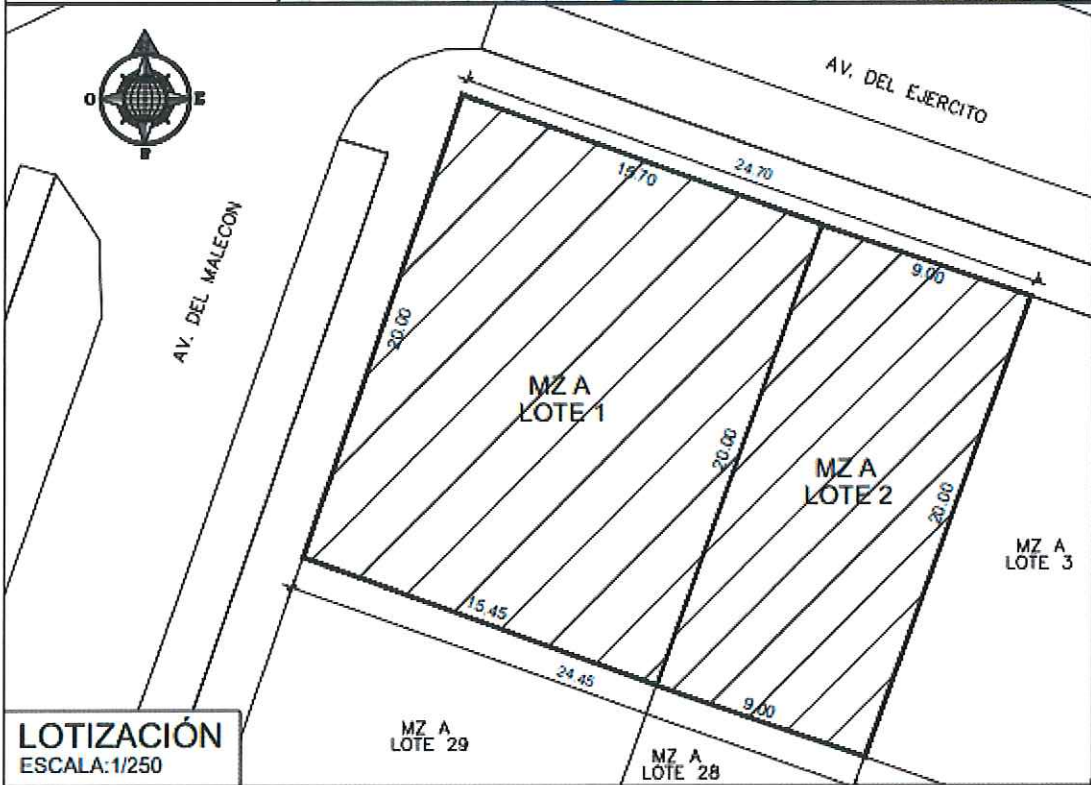 O
E
AV. DEL EJERCITO
24.70
15.70
9.00
AV. DEL MALECON
20.00
MZ A
LOTE 1
20.00
MZ A
LOTE 2
20.00
MZ A
LOTE 3
15.45
24.45
9.00
MZ A
LOTE 29
MZ A
LOTE 28
LOTIZACIÓN
ESCALA:1/250